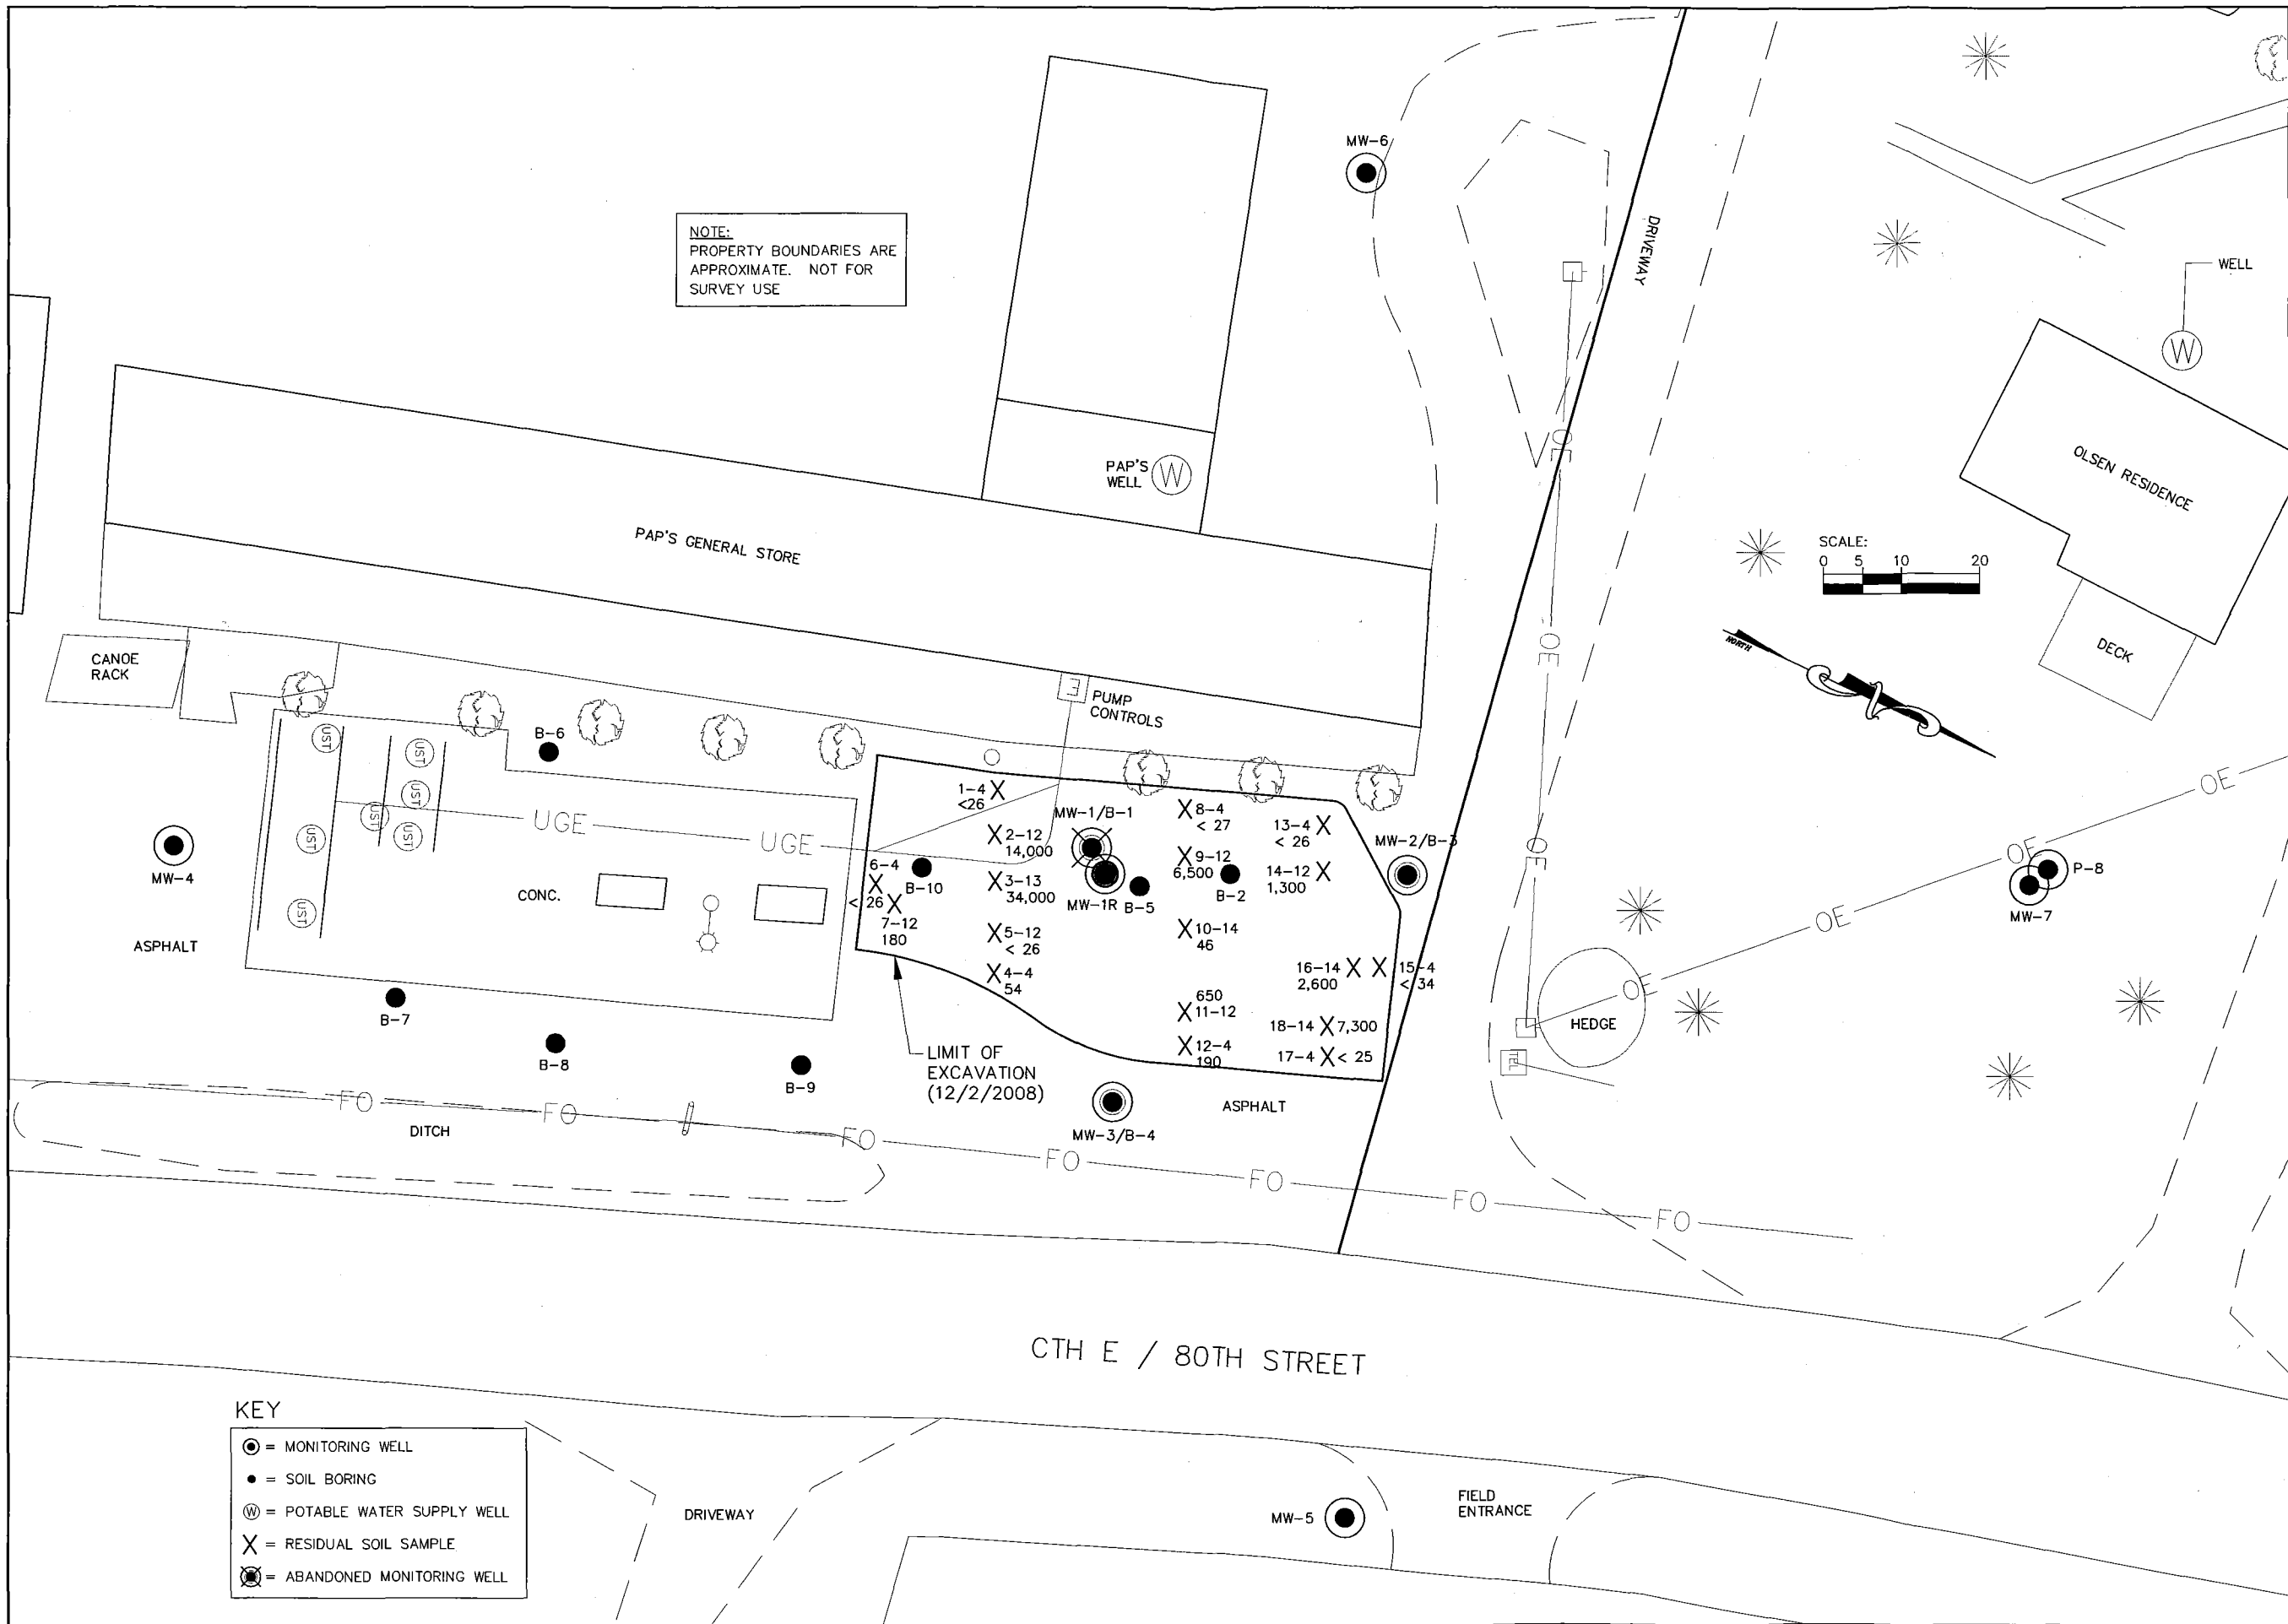 MW-6
NOTE:
PROPERTY BOUNDARIES ARE
APPROXIMATE. NOT FOR
SURVEY USE
DRIVEWAY
WELL
W
PAP'S
WELL
W
OE
OLSEN RESIDENCE
PAP'S GENERAL STORE
SCALE:
0 5 10 20
NORTH
DECK
CANOE
RACK
E
PUMP
CONTROLS
OE
UST
UST
UST
UST
UST
UST
UST
B-6
UGE
UGE
OE
OE
OE
OE
OE
MW-4
ASPHALT
CONC.
1-4
<26
2-12
14,000
3-13
34,000
5-12
< 26
4-4
54
6-4
< 26
7-12
180
B-10
MW-1/B-1
MW-1R
B-5
8-4
< 27
9-12
6,500
B-2
10-14
46
650
11-12
12-4
190
13-4
< 26
14-12
1,300
MW-2/B-3
16-14
2,600
15-4
< 34
18-14
7,300
17-4
< 25
P-8
MW-7
HEDGE
TEL
B-7
B-8
B-9
LIMIT OF
EXCAVATION
(12/2/2008)
MW-3/B-4
ASPHALT
FO
FO
FO
FO
FO
FO
FO
DITCH
CTH E / 80TH STREET
KEY
= MONITORING WELL
= SOIL BORING
W = POTABLE WATER SUPPLY WELL
X = RESIDUAL SOIL SAMPLE
= ABANDONED MONITORING WELL
DRIVEWAY
MW-5
FIELD
ENTRANCE